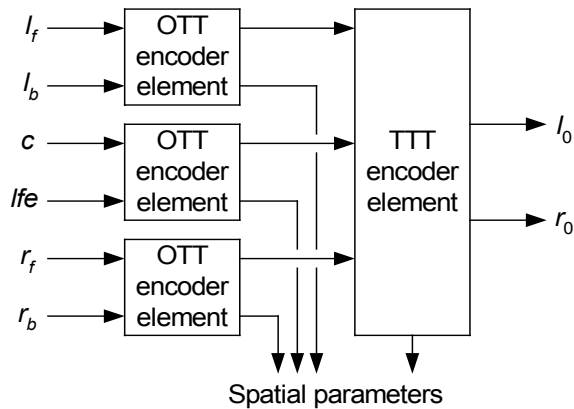 l_f
OTT
encoder
element
l_b
c
OTT
encoder
element
lfe
r_f
OTT
encoder
element
r_b
TTT
encoder
element
l_0
r_0
Spatial parameters